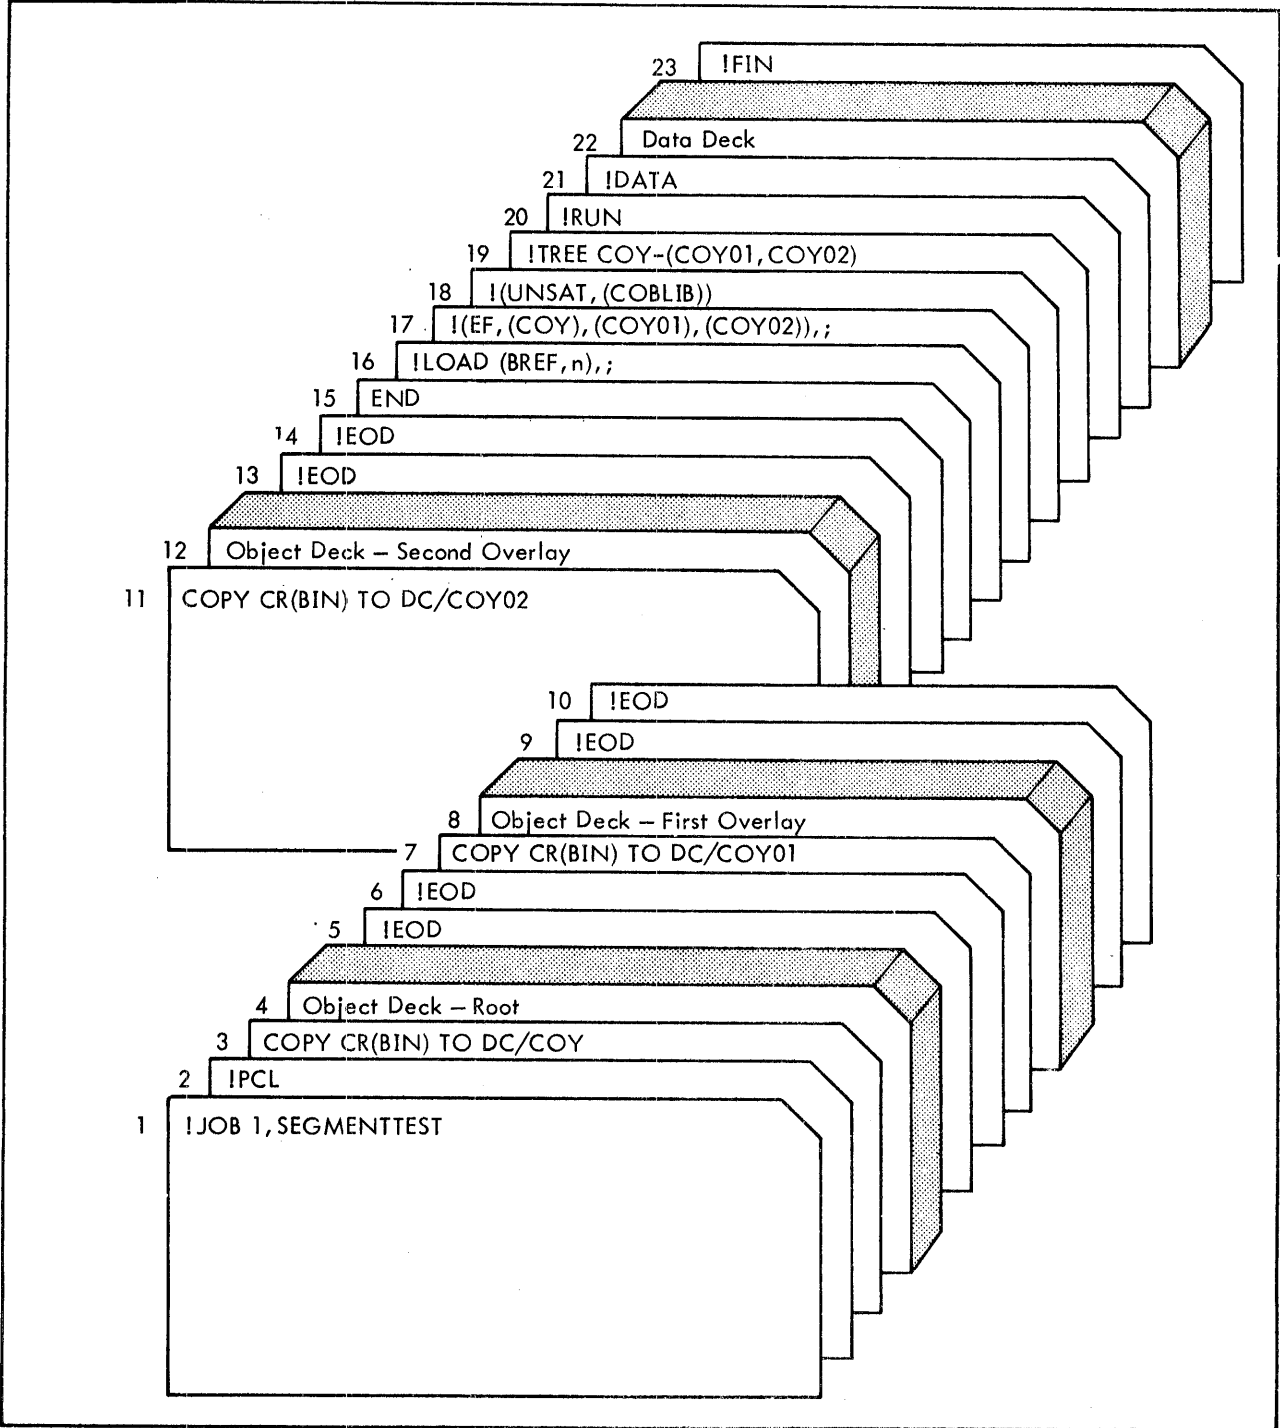 23 !FIN
22 Data Deck
21 !DATA
20 !RUN
19 !TREE COY-(COY01,COY02)
18 !(UNSAT,(COBLIB))
17 !(EF,(COY),(COY01),(COY02)),;
16 !LOAD (BREF,n),;
15 END
14 !EOD
13 !EOD
12 Object Deck – Second Overlay
11 COPY CR(BIN) TO DC/COY02
10 !EOD
9 !EOD
8 Object Deck – First Overlay
7 COPY CR(BIN) TO DC/COY01
6 !EOD
5 !EOD
4 Object Deck – Root
3 COPY CR(BIN) TO DC/COY
2 !PCL
1 !JOB 1,SEGMENTTEST